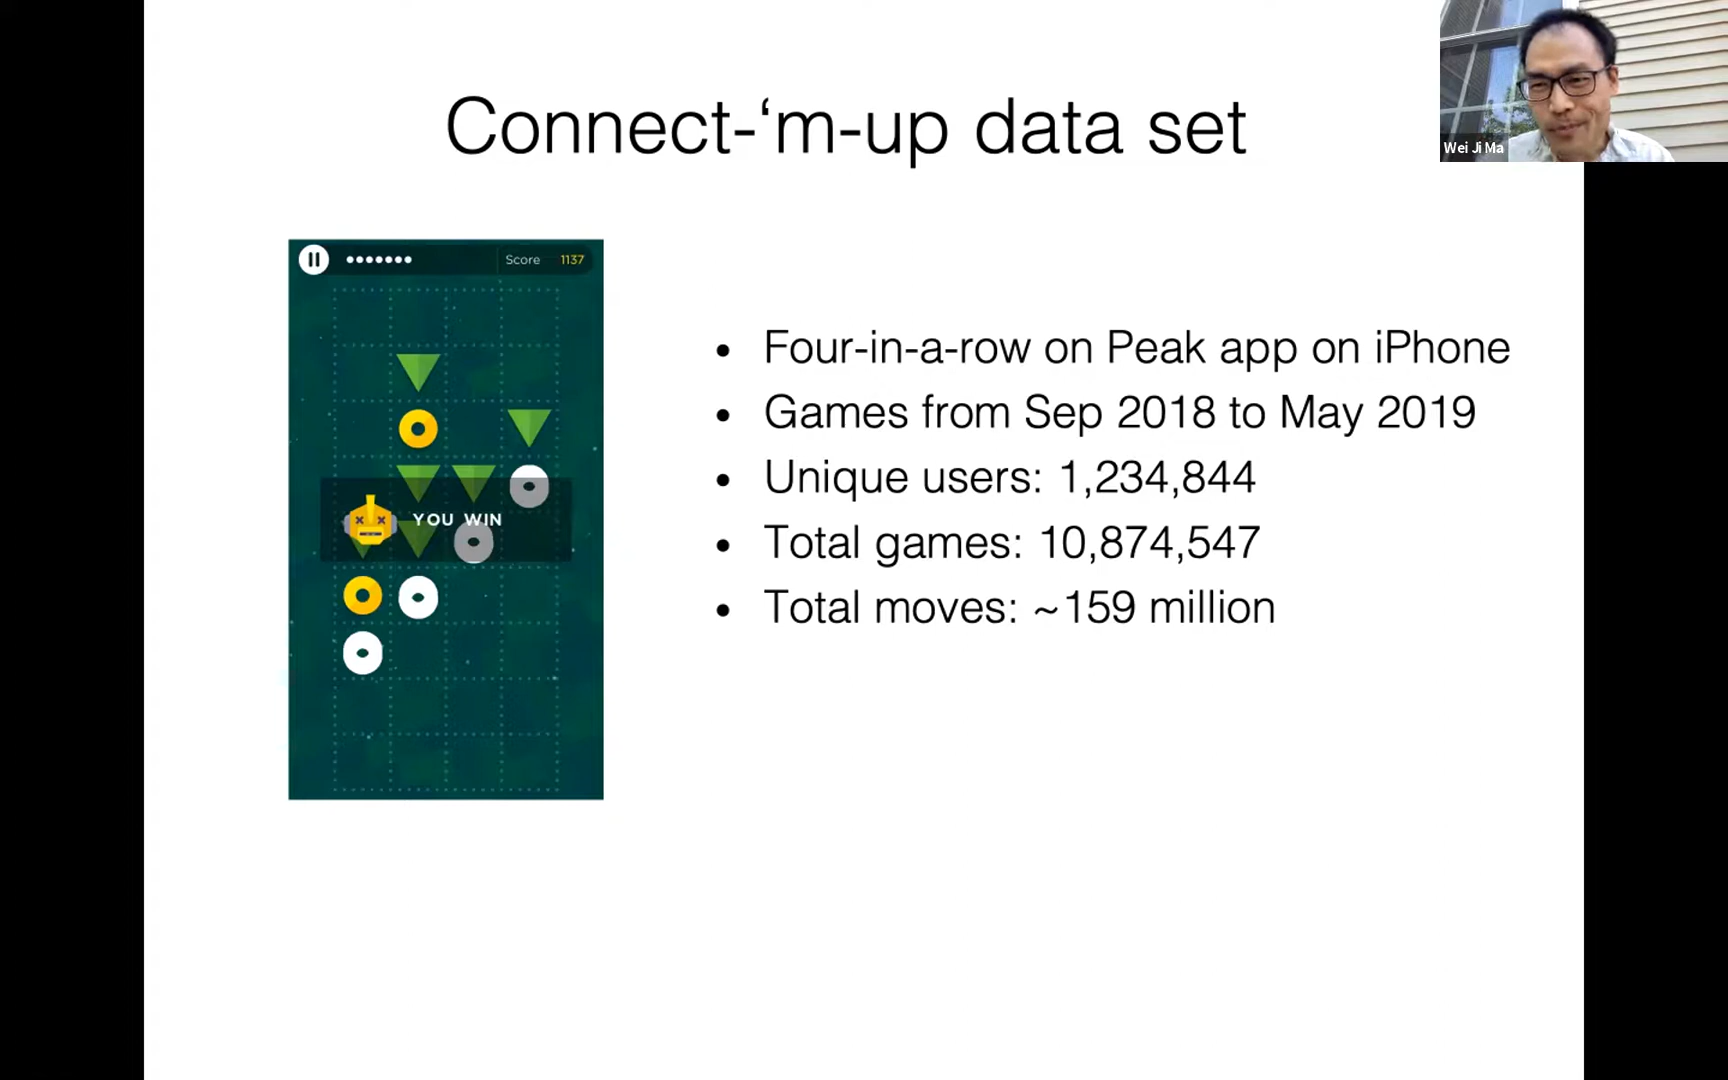 Connect-‘m-up data set
Wei Ji Ma
Score 1137
YOU WIN
• Four-in-a-row on Peak app on iPhone
• Games from Sep 2018 to May 2019
• Unique users: 1,234,844
• Total games: 10,874,547
• Total moves: ~159 million